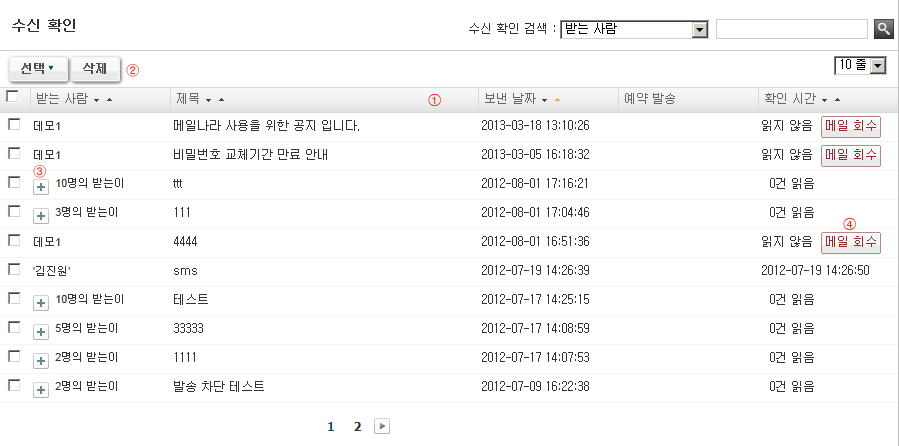 수신 확인
수신 확인 검색 : 받는 사람
선택 삭제 ② 10 줄
받는 사람 제목 ① 보낸 날짜 예약 발송 확인 시간
데모1 메일나라 사용을 위한 공지 입니다. 2013-03-18 13:10:26 읽지 않음 메일 회수
데모1 비밀번호 교체기간 만료 안내 2013-03-05 16:18:32 읽지 않음 메일 회수
③
10명의 받는이 ttt 2012-08-01 17:16:21 0건 읽음
3명의 받는이 111 2012-08-01 17:04:46 0건 읽음
④
데모1 4444 2012-08-01 16:51:36 읽지 않음 메일 회수
'김진원' sms 2012-07-19 14:26:39 2012-07-19 14:26:50
10명의 받는이 테스트 2012-07-17 14:25:15 0건 읽음
5명의 받는이 33333 2012-07-17 14:08:59 0건 읽음
2명의 받는이 1111 2012-07-17 14:07:53 0건 읽음
2명의 받는이 발송 차단 테스트 2012-07-09 16:22:38 0건 읽음
1 2